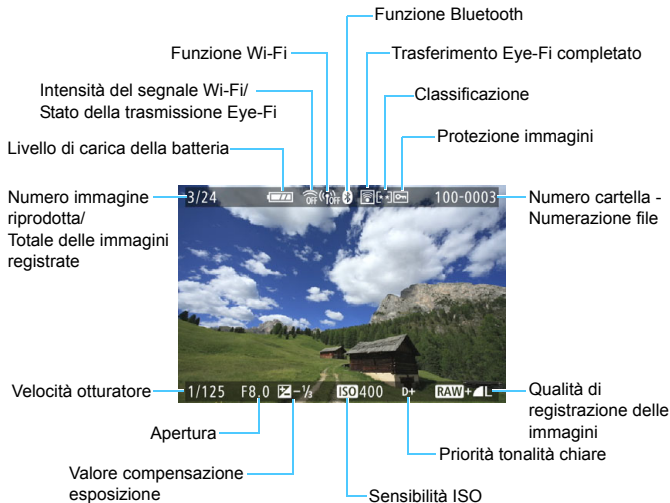 Funzione Bluetooth
Funzione Wi-Fi
Trasferimento Eye-Fi completato
Intensità del segnale Wi-Fi/
Stato della trasmissione Eye-Fi
Classificazione
Protezione immagini
Livello di carica della batteria
Numero immagine
riprodotta/
Totale delle immagini
registrate
3/24
OFF
OFF
100-0003
Numero cartella -
Numerazione file
Velocità otturatore
1/125 F8.0 -⅓ ISO 400 D+ RAW+L
Qualità di
registrazione delle
immagini
Apertura
Priorità tonalità chiare
Valore compensazione
esposizione
Sensibilità ISO